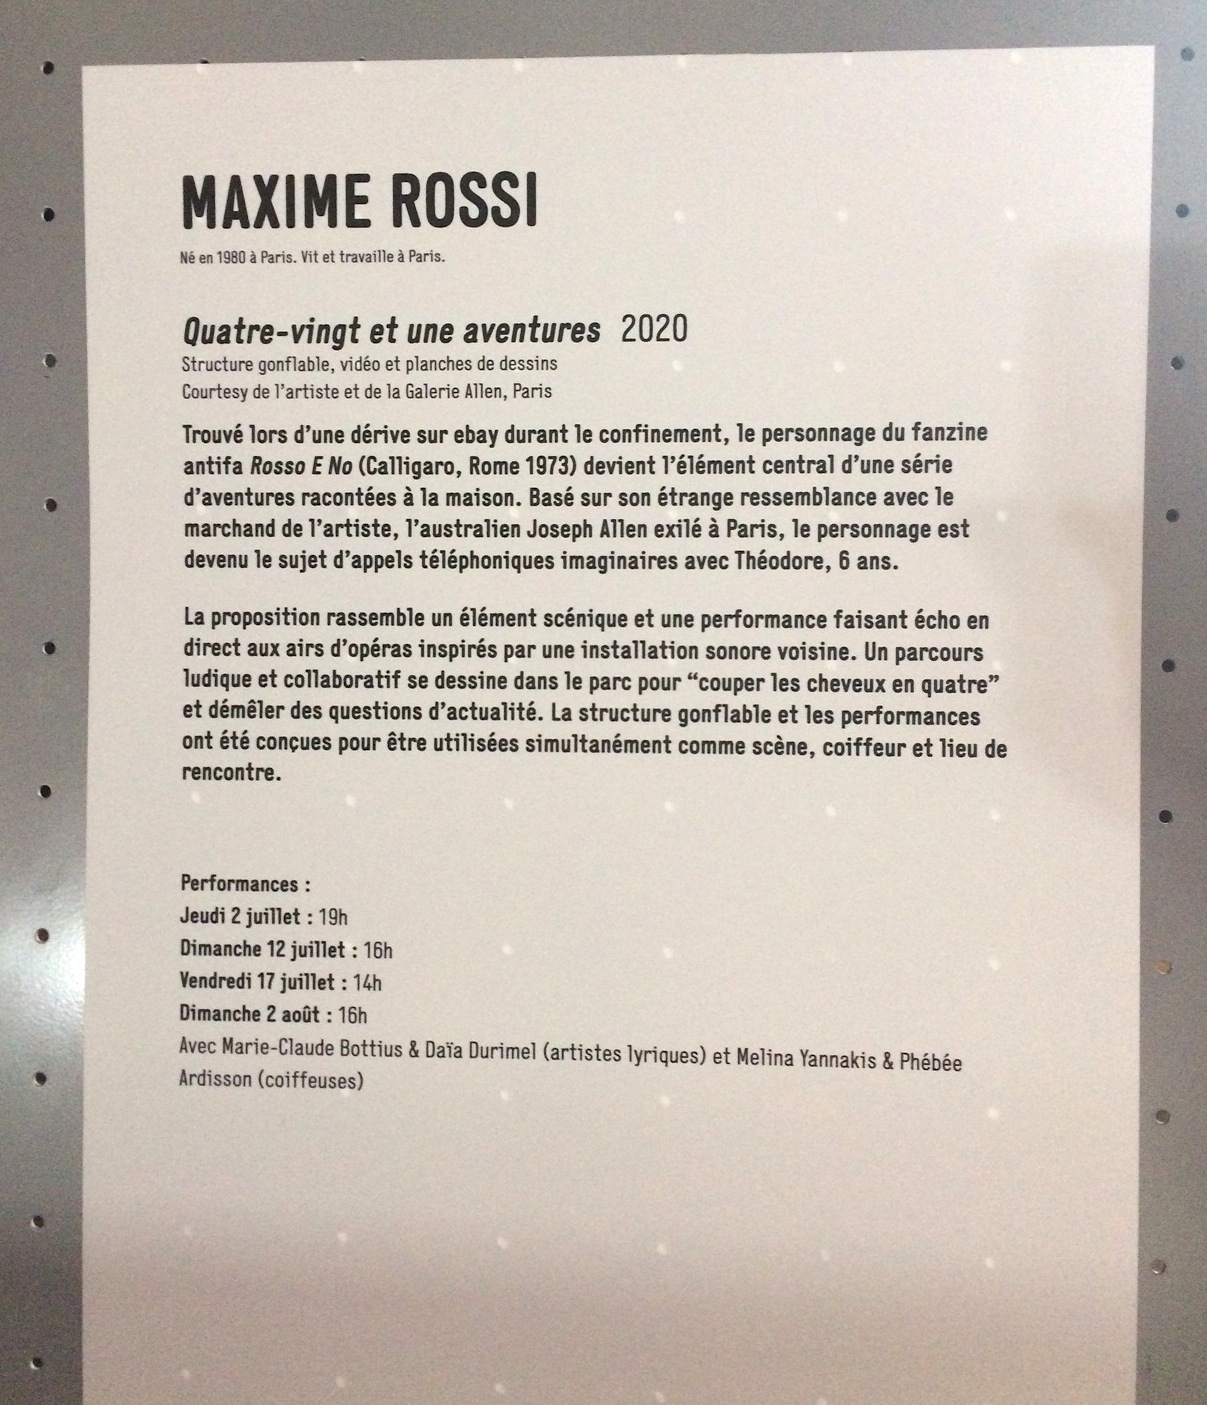 MAXIME ROSSI
Né en 1980 à Paris. Vit et travaille à Paris.
Quatre-vingt et une aventures 2020
Structure gonflable, vidéo et planches de dessins
Courtesy de l'artiste et de la Galerie Allen, Paris
Trouvé lors d'une dérive sur ebay durant le confinement, le personnage du fanzine
antifa Rosso E No (Calligaro, Rome 1973) devient l'élément central d'une série
d'aventures racontées à la maison. Basé sur son étrange ressemblance avec le
marchand de l'artiste, l'australien Joseph Allen exilé à Paris, le personnage est
devenu le sujet d'appels téléphoniques imaginaires avec Théodore, 6 ans.
La proposition rassemble un élément scénique et une performance faisant écho en
direct aux airs d'opéras inspirés par une installation sonore voisine. Un parcours
ludique et collaboratif se dessine dans le parc pour “couper les cheveux en quatre”
et démêler des questions d'actualité. La structure gonflable et les performances
ont été conçues pour être utilisées simultanément comme scène, coiffeur et lieu de
rencontre.
Performances :
Jeudi 2 juillet : 19h
Dimanche 12 juillet : 16h
Vendredi 17 juillet : 14h
Dimanche 2 août : 16h
Avec Marie-Claude Bottius & Daïa Durimel (artistes lyriques) et Melina Yannakis & Phébée
Ardisson (coiffeuses)